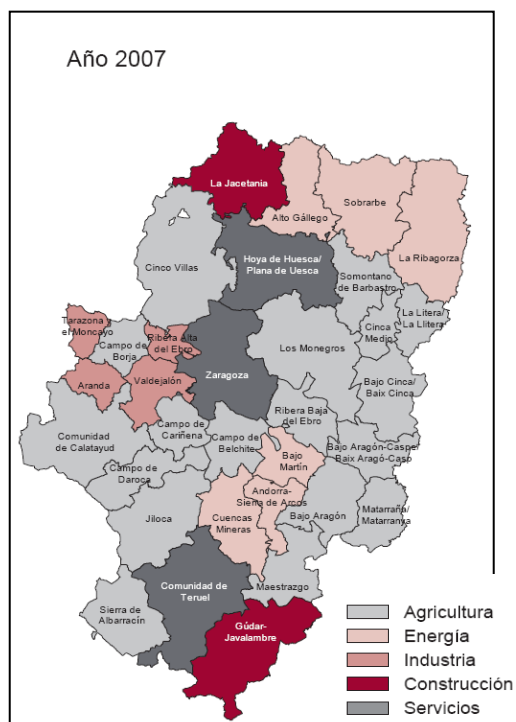 Año 2007
La Jacetania
Alto Gállego
Sobrarbe
La Ribagorza
Cinco Villas
Hoya de Huesca/
Plana de Uesca
Somontano
de Barbastro
La Litera/
La Llitera
Cinca
Medio
Tarazona y
el Moncayo
Campo de
Borja
Ribera Alta
del Ebro
Zaragoza
Los Monegros
Bajo Cinca/
Baix Cinca
Aranda
Valdejalón
Ribera Baja
del Ebro
Comunidad
de Calatayud
Campo de
Cariñena
Campo de
Belchite
Bajo Aragón-Caspe/
Baix Aragó-Casp
Bajo
Martín
Campo de
Daroca
Andorra-
Sierra de Arcos
Jiloca
Cuencas
Mineras
Bajo Aragón
Matarraña/
Matarranya
Comunidad de
Teruel
Maestrazgo
Sierra de
Albarracín
Gúdar-
Javalambre
Agricultura
Energía
Industria
Construcción
Servicios